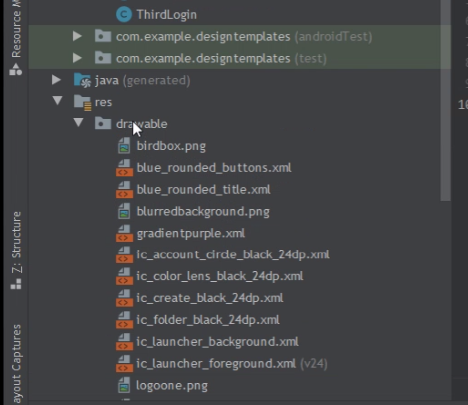 ThirdLogin
com.example.designtemplates (androidTest)
com.example.designtemplates (test)
java (generated)
res
drawable
birdbox.png
blue_rounded_buttons.xml
blue_rounded_title.xml
blurredbackground.png
gradientpurple.xml
ic_account_circle_black_24dp.xml
ic_color_lens_black_24dp.xml
ic_create_black_24dp.xml
ic_folder_black_24dp.xml
ic_launcher_background.xml
ic_launcher_foreground.xml (v24)
logoone.png
Resource M
Z: Structure
ayout Captures